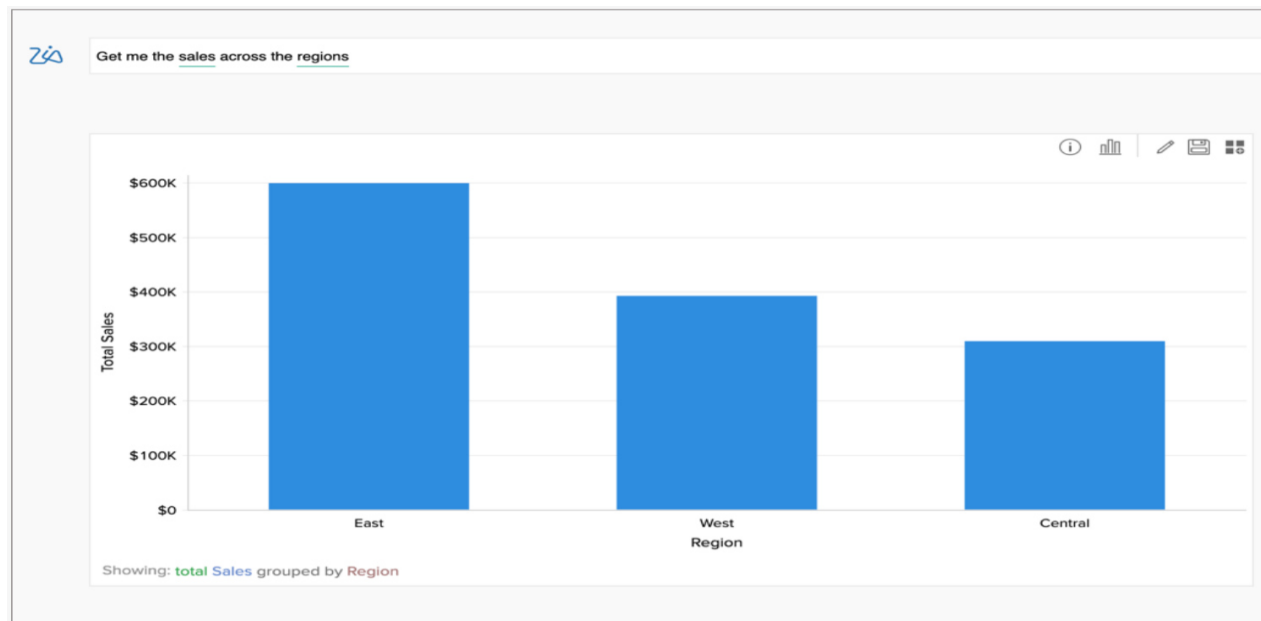 Zia
Get me the sales across the regions
$600K
$500K
$400K
$300K
$200K
$100K
$0
Total Sales
East
West
Central
Region
Showing: total Sales grouped by Region